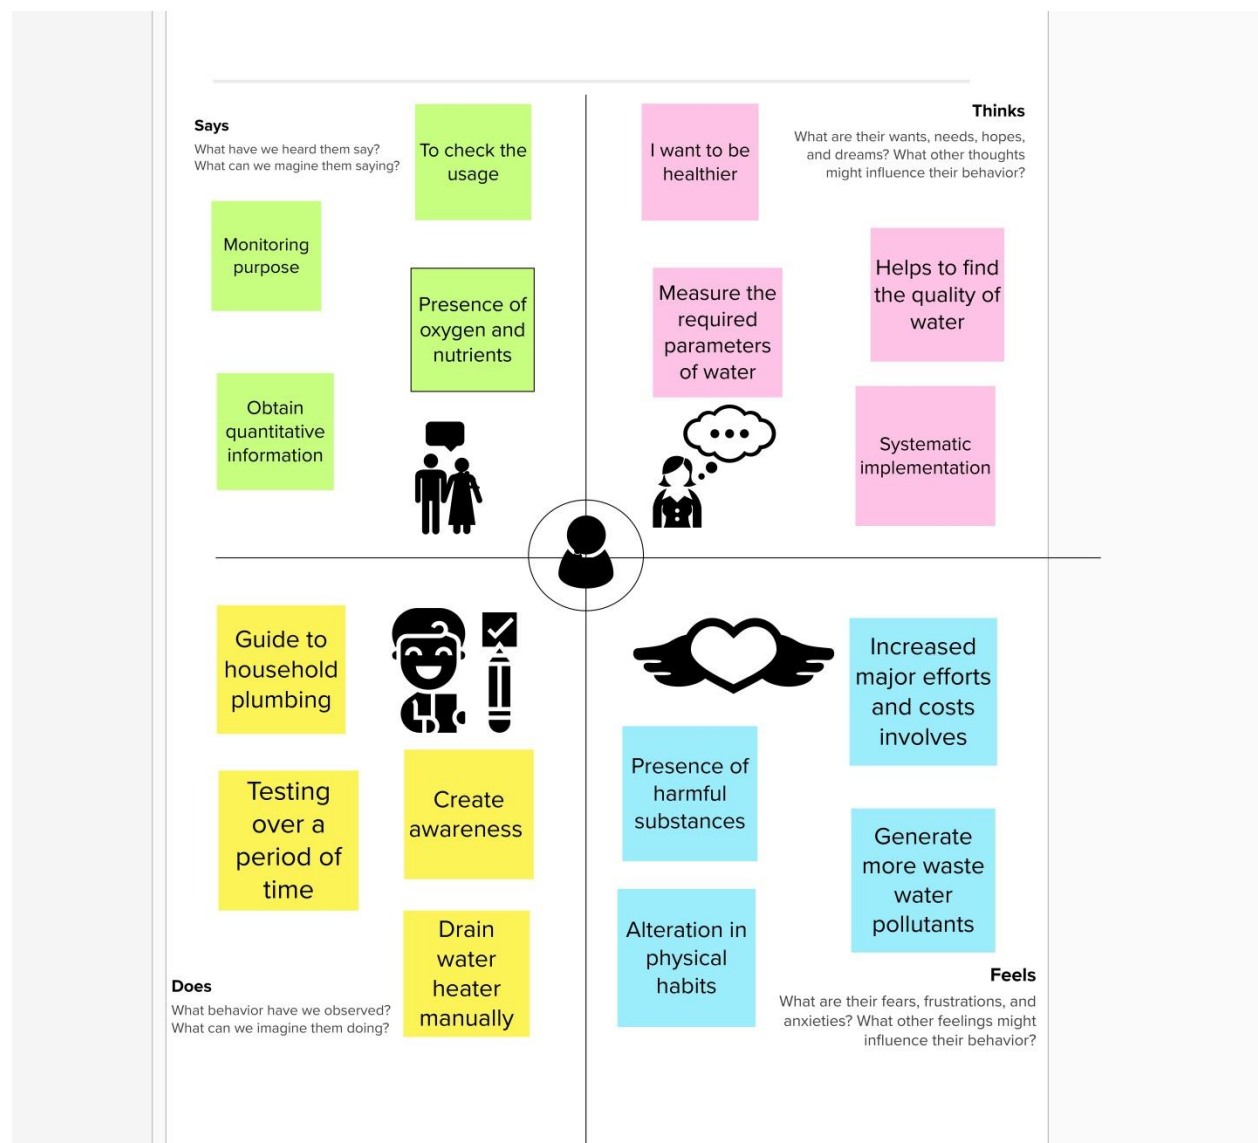 Says
What have we heard them say?
What can we magine them saying?
To check the
usage
Monitoring
purpose
Presence of
oxygen and
nutrients
Obtain
quantitative
information
Thinks
What are their wants, needs, hopes,
and dreams? What other thoughts
might influence their behavior?
I want to be
healthier
Helps to find
the quality of
water
Measure the
required
parameters
of water
Systematic
implementation
Guide to
household
plumbing
Testing
over a
period of
time
Create
awareness
Drain
water
heater
manually
Does
What behavior have we observed?
What can we imagine them doing?
Increased
major efforts
and costs
involves
Presence of
harmful
substances
Generate
more waste
water
pollutants
Alteration in
physical
habits
Feels
What are their fears, frustrations, and
anxieties? What other feelings might
influence their behavior?